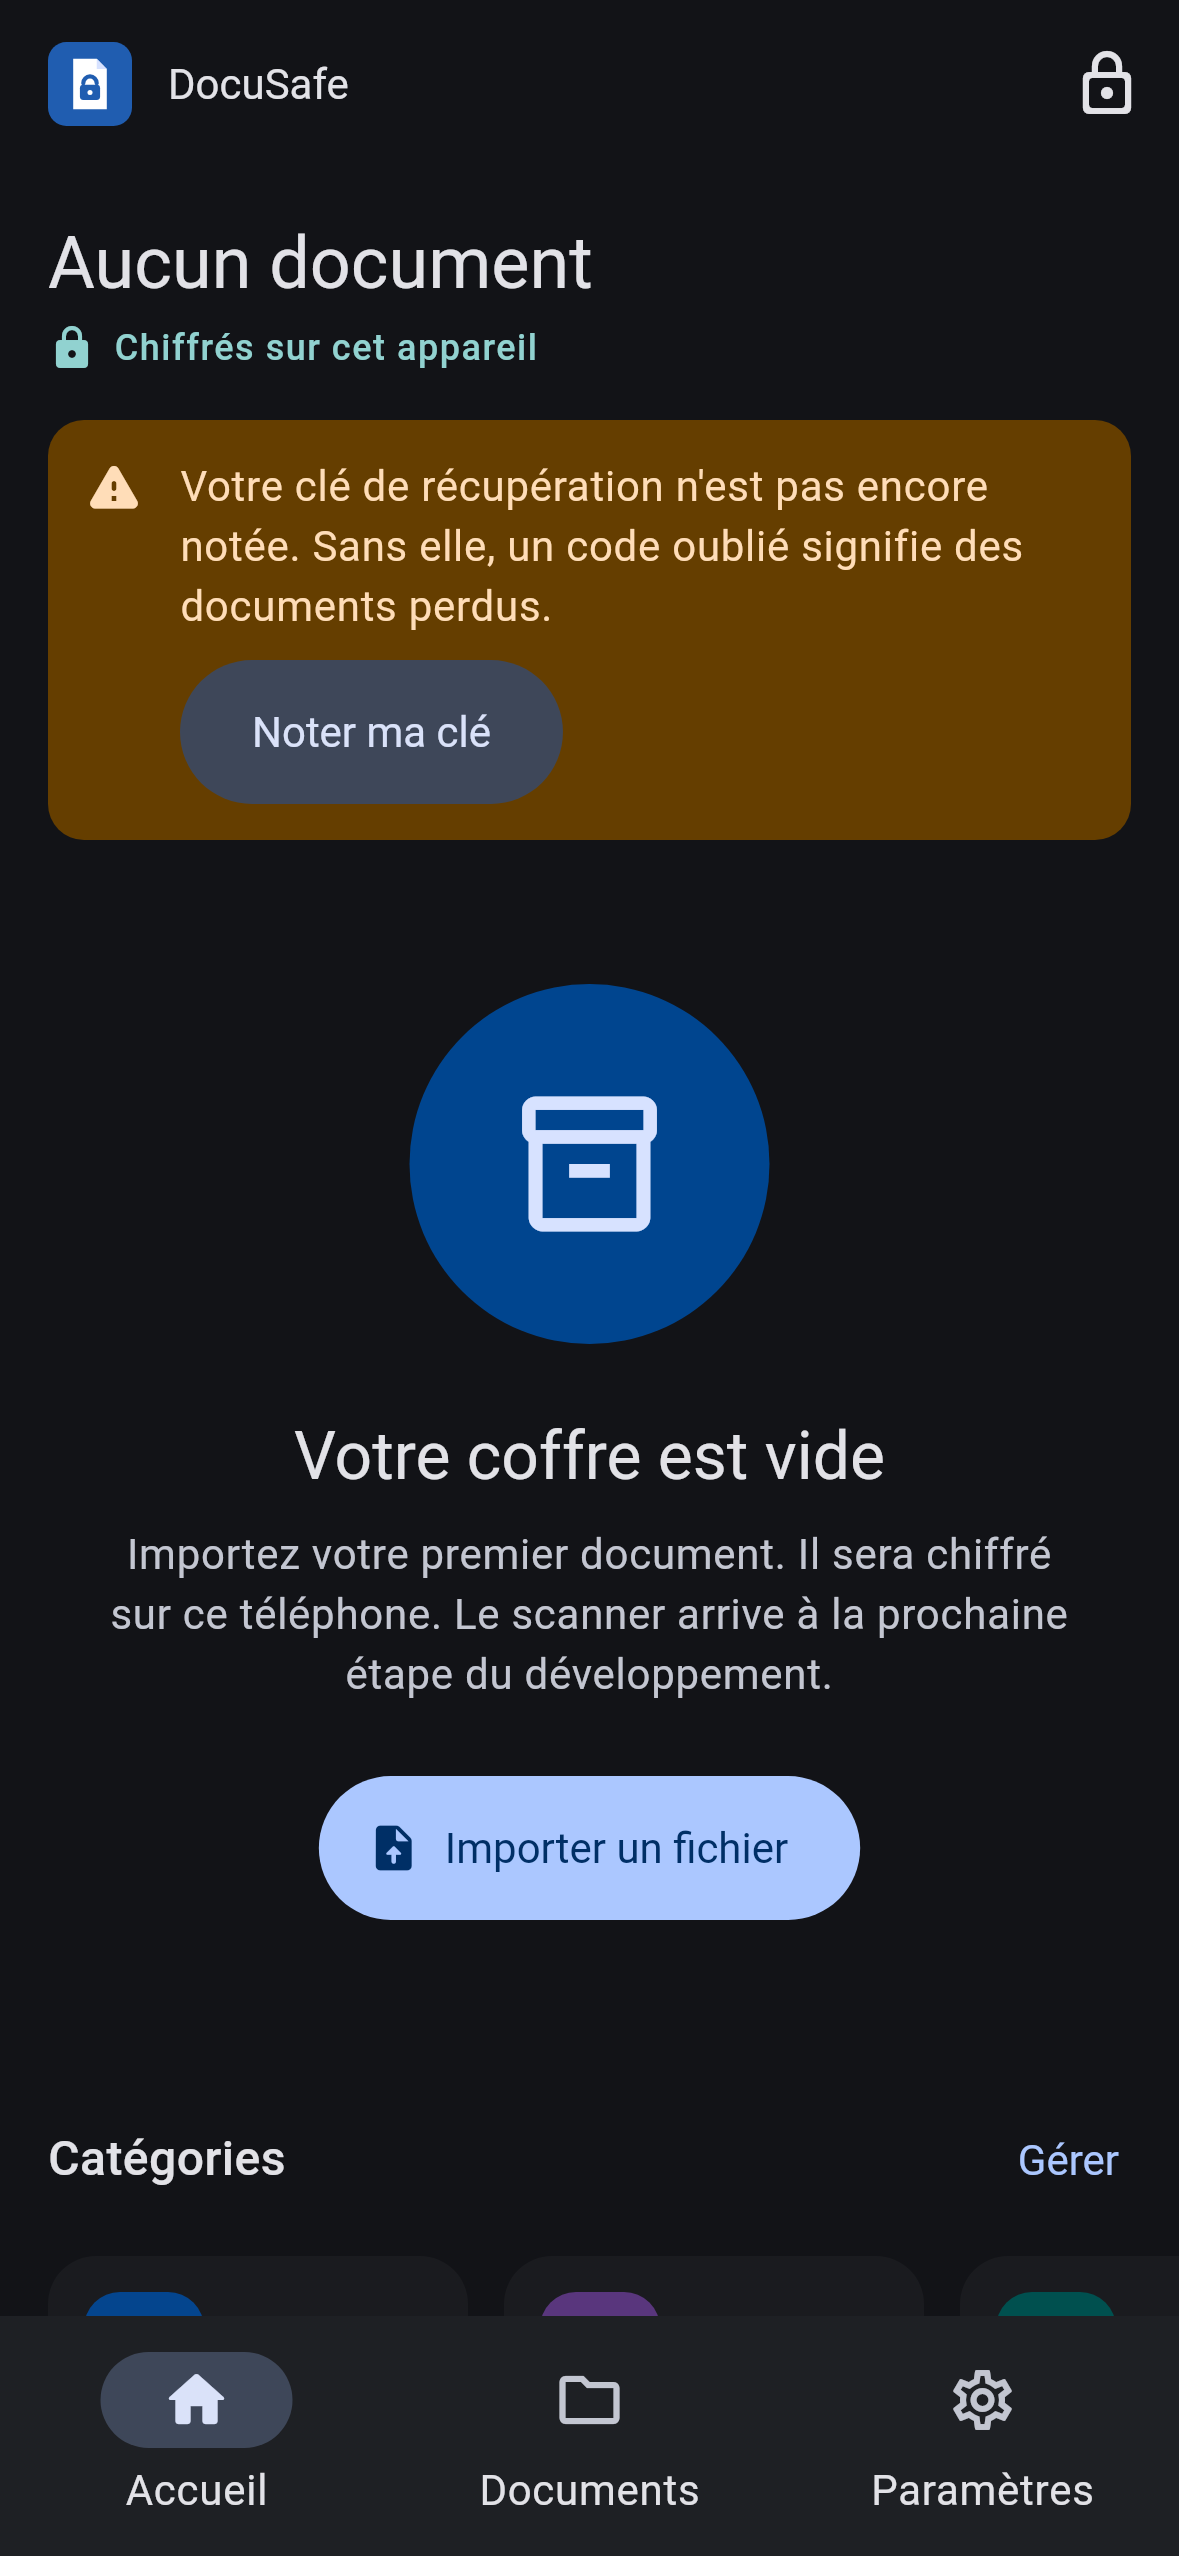 DocuSafe
Aucun document
Chiffrés sur cet appareil
Votre clé de récupération n'est pas encore
notée. Sans elle, un code oublié signifie des
documents perdus.
Noter ma clé
Votre coffre est vide
Importez votre premier document. Il sera chiffré
sur ce téléphone. Le scanner arrive à la prochaine
étape du développement.
Importer un fichier
Catégories
Gérer
Accueil
Documents
Paramètres